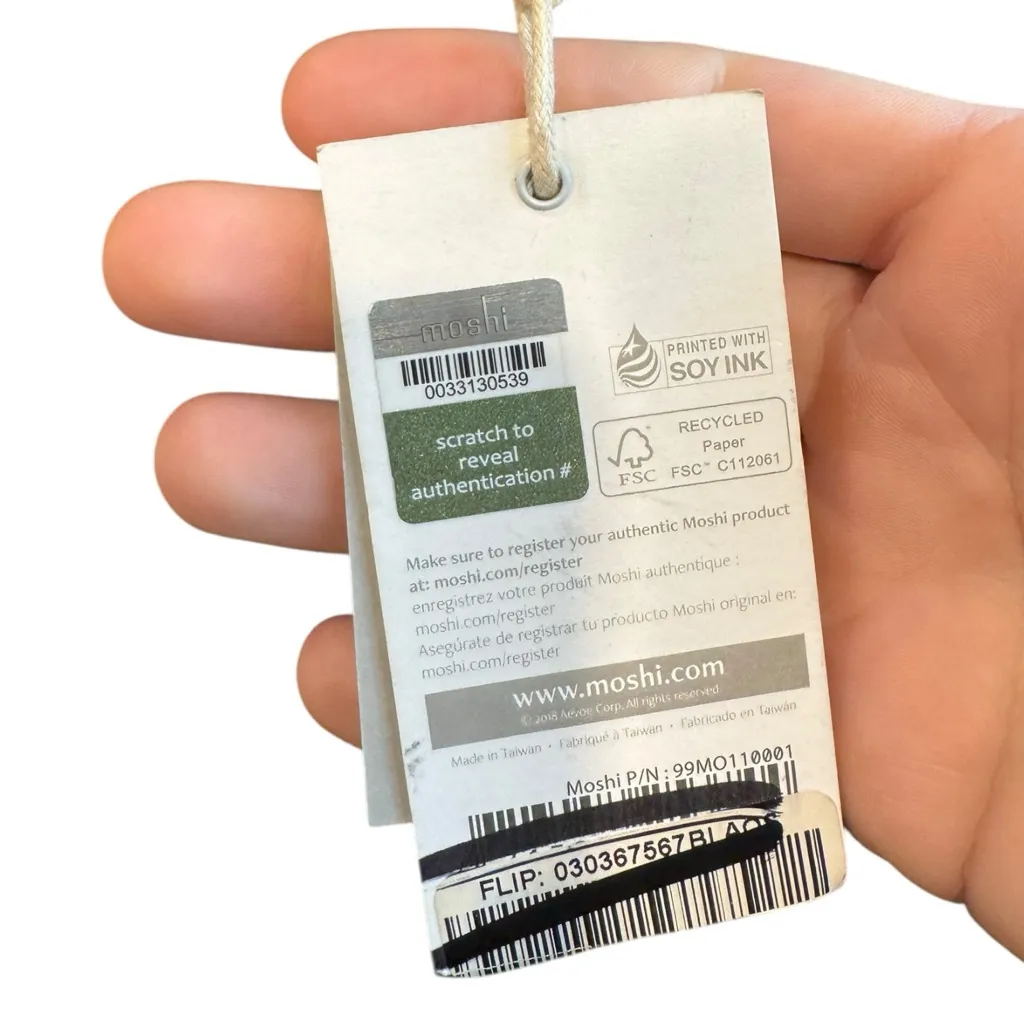 moshi
0033130539
scratch to
reveal
authentication #
PRINTED WITH
SOY INK
FSC
RECYCLED
Paper
FSC™ C112061
Make sure to register your authentic Moshi product
at: moshi.com/register
enregistrez votre produit Moshi authentique :
moshi.com/register
Asegúrate de registrar tu producto Moshi original en:
moshi.com/register
www.moshi.com
© 2018 Aevoe Corp. All rights reserved
Made in Taiwan • Fabriqué à Taiwan • Fabricado en Taiwán
Moshi P/N : 99MO110001
FLIP: 030367567BLAOS